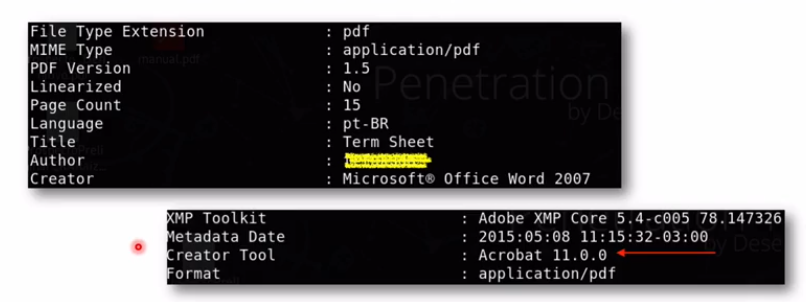 File Type Extension : pdf
MIME Type : application/pdf
PDF Version : 1.5
Linearized : No
Page Count : 15
Language : pt-BR
Title : Term Sheet
Author :
Creator : Microsoft® Office Word 2007
manual.pdf
Penetration
by Dese
XMP Toolkit : Adobe XMP Core 5.4-c005 78.147326
Metadata Date : 2015:05:08 11:15:32-03:00
Creator Tool : Acrobat 11.0.0
Format : application/pdf
by Dese